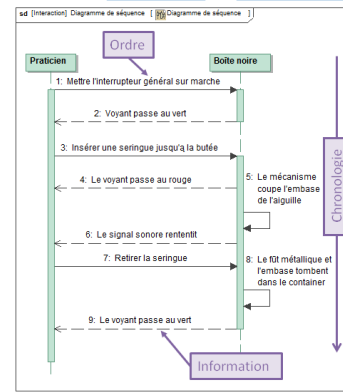 sd [Interaction] Diagramme de séquence [ Diagramme de séquence ]
Ordre
Praticien
Boîte noire
1: Mettre l'interrupteur général sur marche
2: Voyant passe au vert
3: Insérer une seringue jusqu'à la butée
4: Le voyant passe au rouge
5: Le mécanisme
coupe l'embase
de l'aiguille
6: Le signal sonore rententit
7: Retirer la seringue
8: Le fût métallique et
l'embase tombent
dans le container
9: Le voyant passe au vert
Information
Chronologie